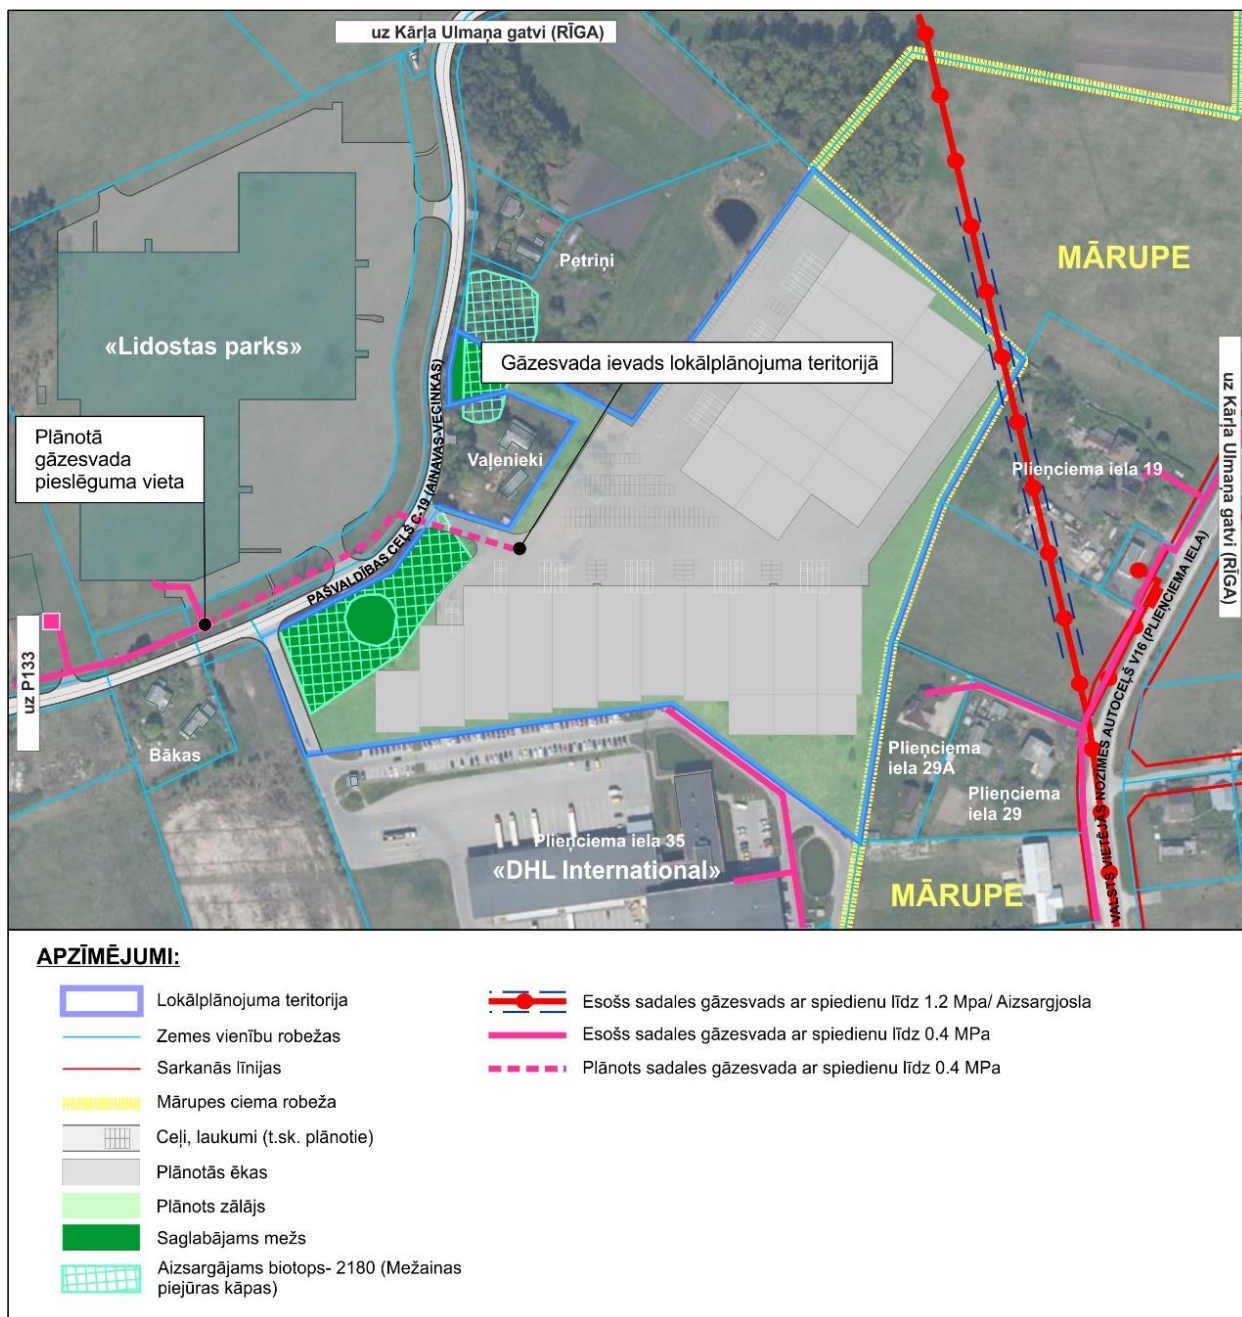 uz Kārļa Ulmaņa gatvi (RĪGA)
MĀRUPE
Petriņi
«Lidostas parks»
Gāzesvada ievads lokālplānojuma teritorijā
uz Kārļa Ulmaņa gatvi (RĪGA)
Plānotā
gāzesvada
pieslēguma vieta
Vaļenieki
Plieņciema iela 19
PAŠVALDĪBAS CEĻŠ C-19 (AINAVAS-VECINKAS)
VALSTS VIETĒJĀS NOZĪMES AUTOCEĻŠ V16 (PLIEŅCIEMA IELA)
uz P133
Bākas
Plieņciema
iela 29A
Plieņciema
iela 29
Plieņciema iela 35
«DHL International»
MĀRUPE
APZĪMĒJUMI:
Lokālplānojuma teritorija
Zemes vienību robežas
Sarkanās līnijas
Mārupes ciema robeža
Ceļi, laukumi (t.sk. plānotie)
Plānotās ēkas
Plānots zālājs
Saglabājams mežs
Aizsargājams biotops- 2180 (Mežainas
piejūras kāpas)
Esošs sadales gāzesvads ar spiedienu līdz 1.2 Mpa/ Aizsargjosla
Esošs sadales gāzesvada ar spiedienu līdz 0.4 MPa
Plānots sadales gāzesvada ar spiedienu līdz 0.4 MPa